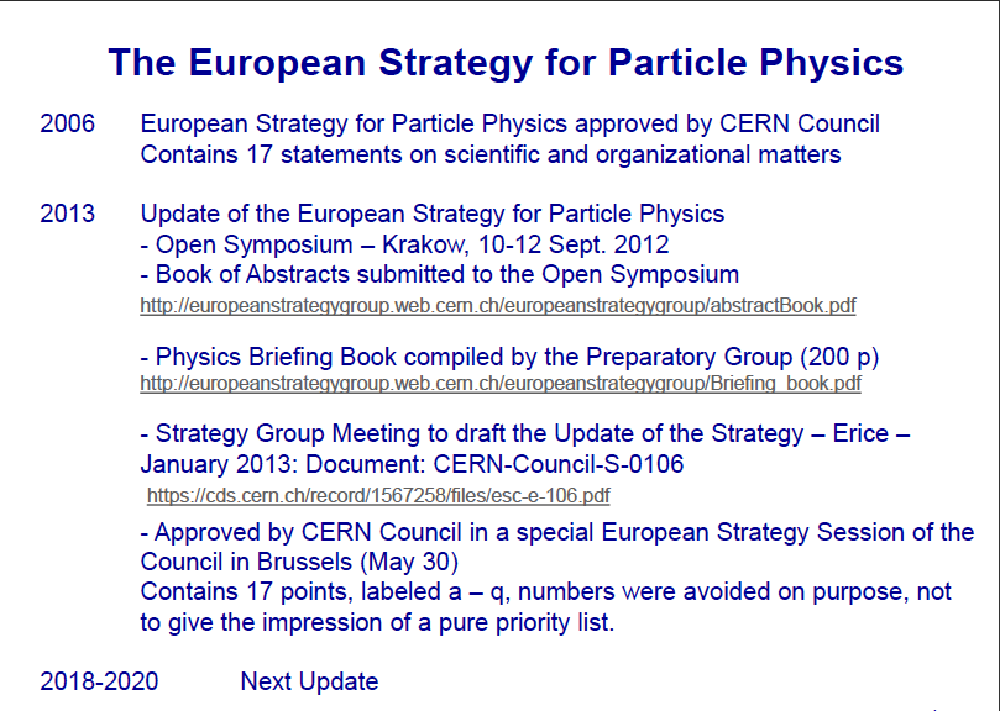 The European Strategy for Particle Physics
2006 European Strategy for Particle Physics approved by CERN Council
Contains 17 statements on scientific and organizational matters
2013 Update of the European Strategy for Particle Physics
- Open Symposium – Krakow, 10-12 Sept. 2012
- Book of Abstracts submitted to the Open Symposium
http://europeanstrategygroup.web.cern.ch/europeanstrategygroup/abstractBook.pdf
- Physics Briefing Book compiled by the Preparatory Group (200 p)
http://europeanstrategygroup.web.cern.ch/europeanstrategygroup/Briefing_book.pdf
- Strategy Group Meeting to draft the Update of the Strategy – Erice –
January 2013: Document: CERN-Council-S-0106
https://cds.cern.ch/record/1567258/files/esc-e-106.pdf
- Approved by CERN Council in a special European Strategy Session of the
Council in Brussels (May 30)
Contains 17 points, labeled a – q, numbers were avoided on purpose, not
to give the impression of a pure priority list.
2018-2020 Next Update